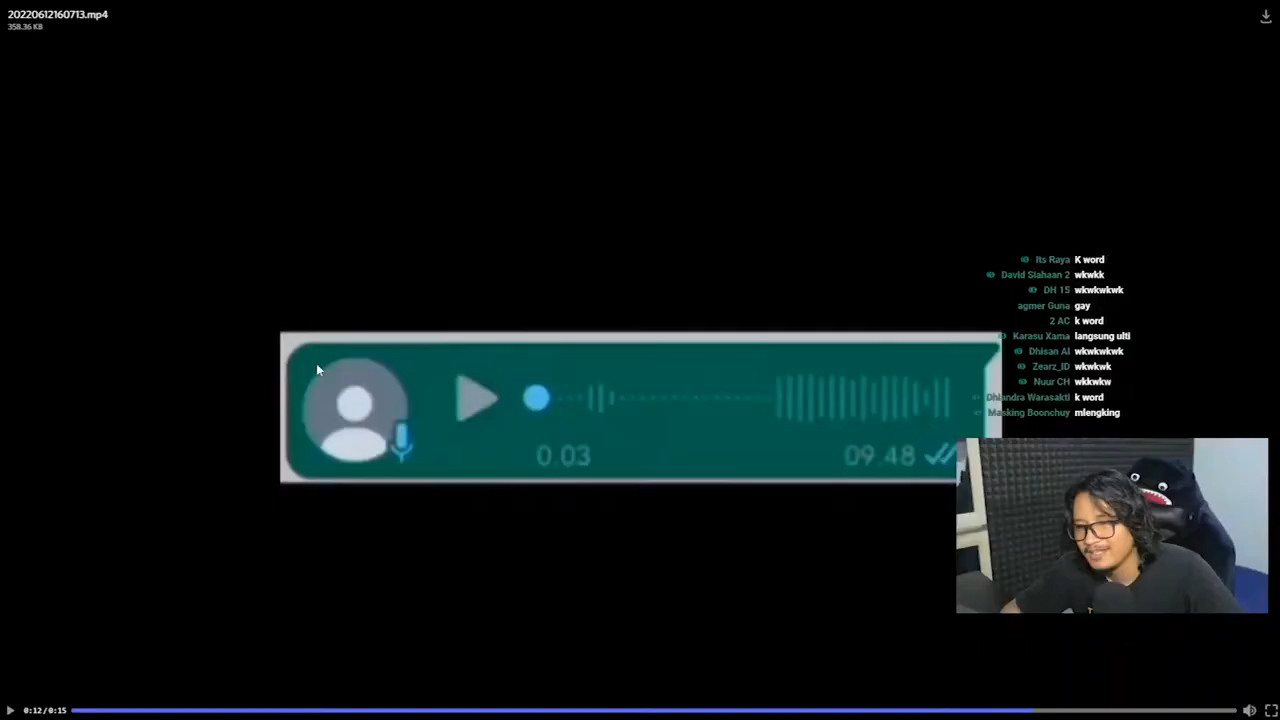 20220612160713.mp4
358.36 KB
Its Raya K word
David Siahaan 2 wkwkk
DH 15 wkwkwkwk
agmer Guna gay
2 AC k word
Karasu Xama langsung ulti
Dhisan Al wkwkwkwk
Zearz_ID wkwkwk
Nuur CH wkkwkw
Dhiandra Warasakti k word
Masking Boonchuy mlengking
0.03
09.48
0:12/0:15